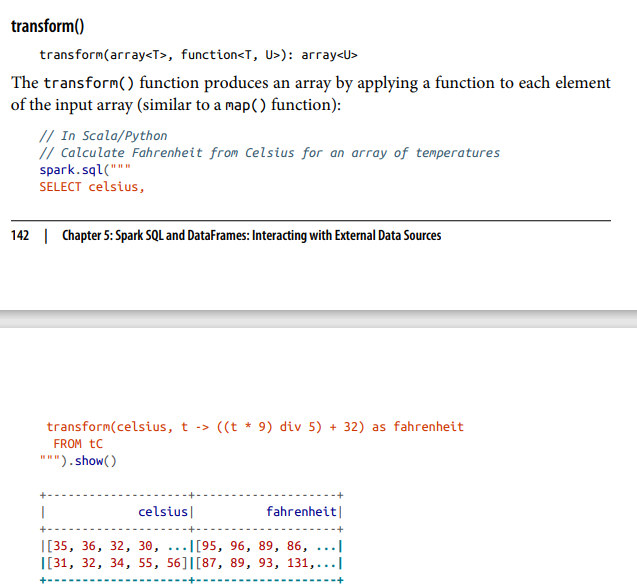 transform()
transform(array<T>, function<T, U>): array<U>
The transform() function produces an array by applying a function to each element
of the input array (similar to a map() function):
// In Scala/Python
// Calculate Fahrenheit from Celsius for an array of temperatures
spark.sql("""
SELECT celsius,
142 | Chapter 5: Spark SQL and DataFrames: Interacting with External Data Sources
transform(celsius, t -> ((t * 9) div 5) + 32) as fahrenheit
FROM tC
""").show()
+--------------------+--------------------+
|             celsius|          fahrenheit|
+--------------------+--------------------+
|[35, 36, 32, 30, ...|[95, 96, 89, 86, ...|
|[31, 32, 34, 55, 56]|[87, 89, 93, 131,...|
+--------------------+--------------------+